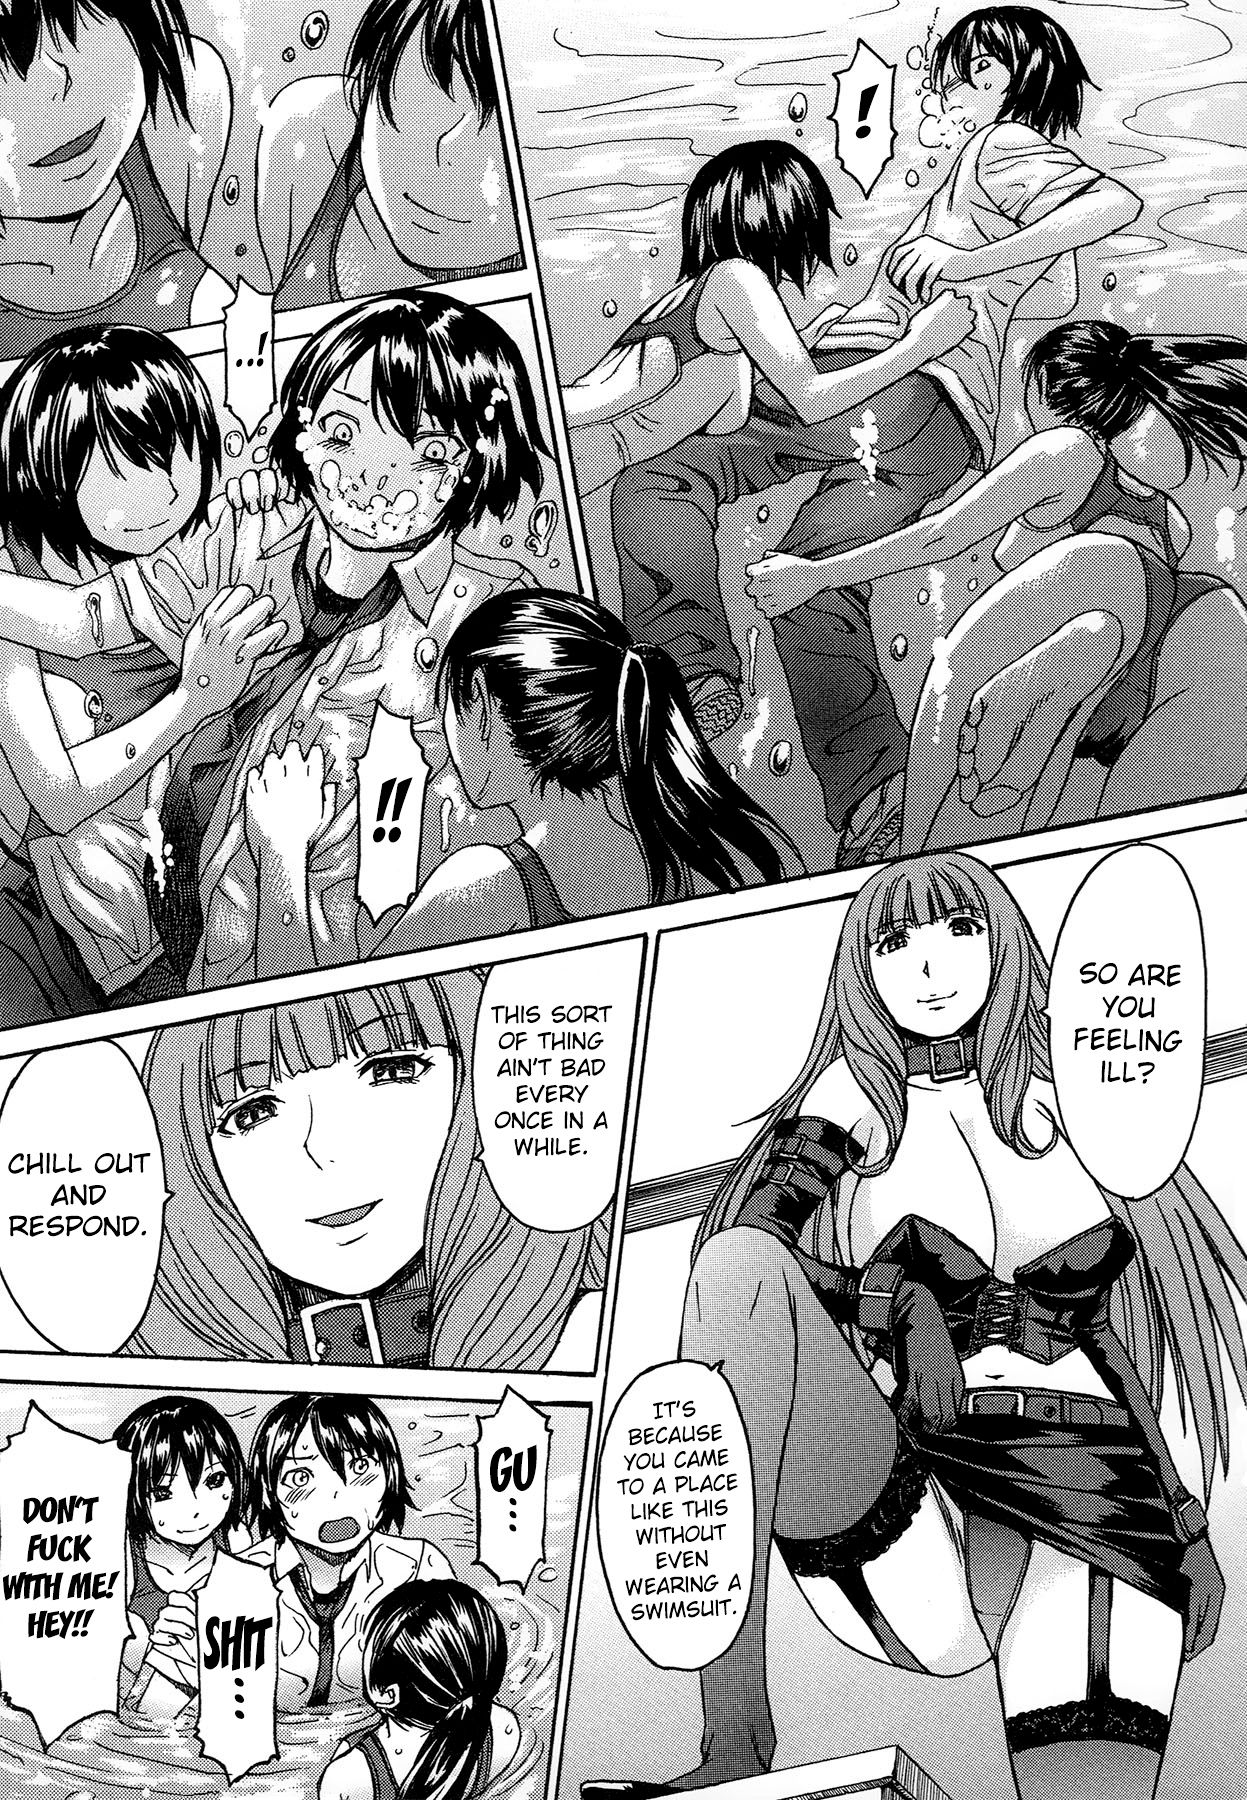 !
..!
!!
SO ARE
YOU
FEELING
ILL?
IT'S
BECAUSE
YOU CAME
TO A PLACE
LIKE THIS
WITHOUT
EVEN
WEARING A
SWIMSUIT.
THIS SORT
OF THING
AIN'T BAD
EVERY
ONCE IN A
WHILE.
CHILL OUT
AND
RESPOND.
GU
...
SHIT
...
DON'T
FUCK
WITH ME!
HEY!!